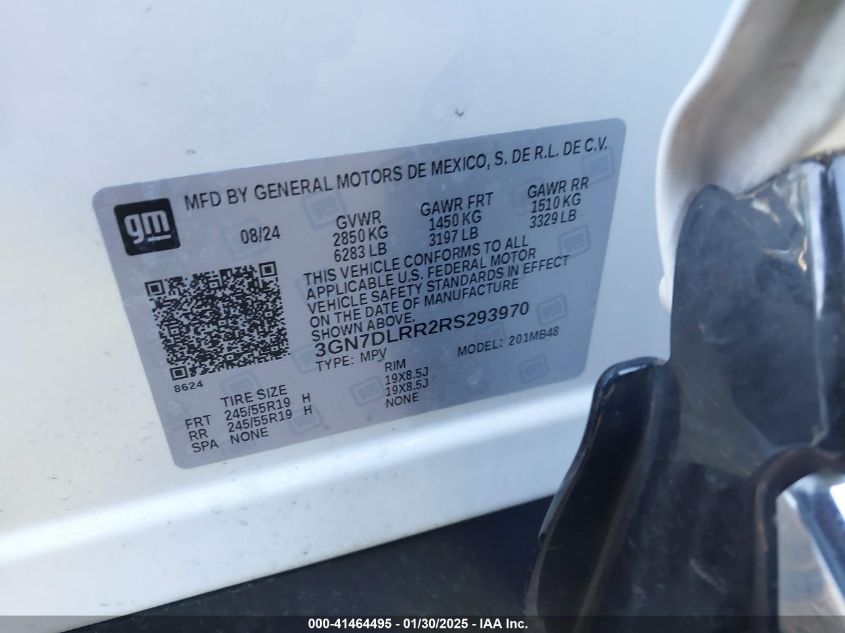 gm
MFD BY GENERAL MOTORS DE MEXICO, S. DE R.L. DE C.V.
08/24
GVWR
2850 KG
6283 LB
GAWR FRT
1450 KG
3197 LB
GAWR RR
1510 KG
3329 LB
THIS VEHICLE CONFORMS TO ALL
APPLICABLE U.S. FEDERAL MOTOR
VEHICLE SAFETY STANDARDS IN EFFECT
ON THE DATE OF MANUFACTURE
SHOWN ABOVE.
3GN7DLRR2RS293970
TYPE: MPV
MODEL: 201MB48
8624
TIRE SIZE
RIM
FRT 245/55R19 H 19X8.5J
RR 245/55R19 H 19X8.5J
SPA NONE NONE
000-41464495 - 01/30/2025 - IAA Inc.